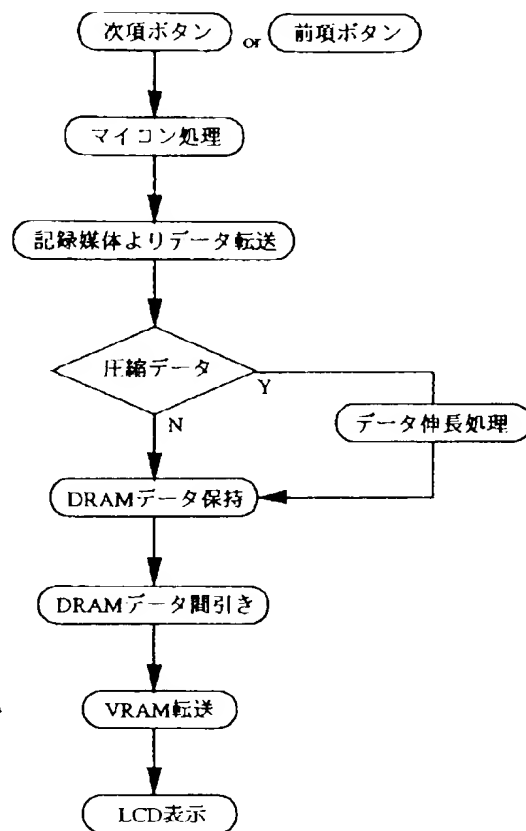 次項ボタン or 前項ボタン
マイコン処理
記録媒体よりデータ転送
圧縮データ
Y
データ伸長処理
N
DRAMデータ保持
DRAMデータ間引き
VRAM転送
LCD表示